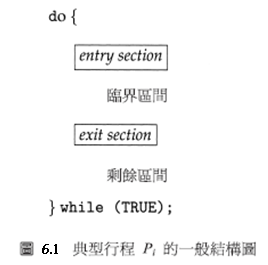 do {
entry section
臨界區間
exit section
剩餘區間
} while (TRUE);
圖 6.1 典型行程 Pi 的一般結構圖